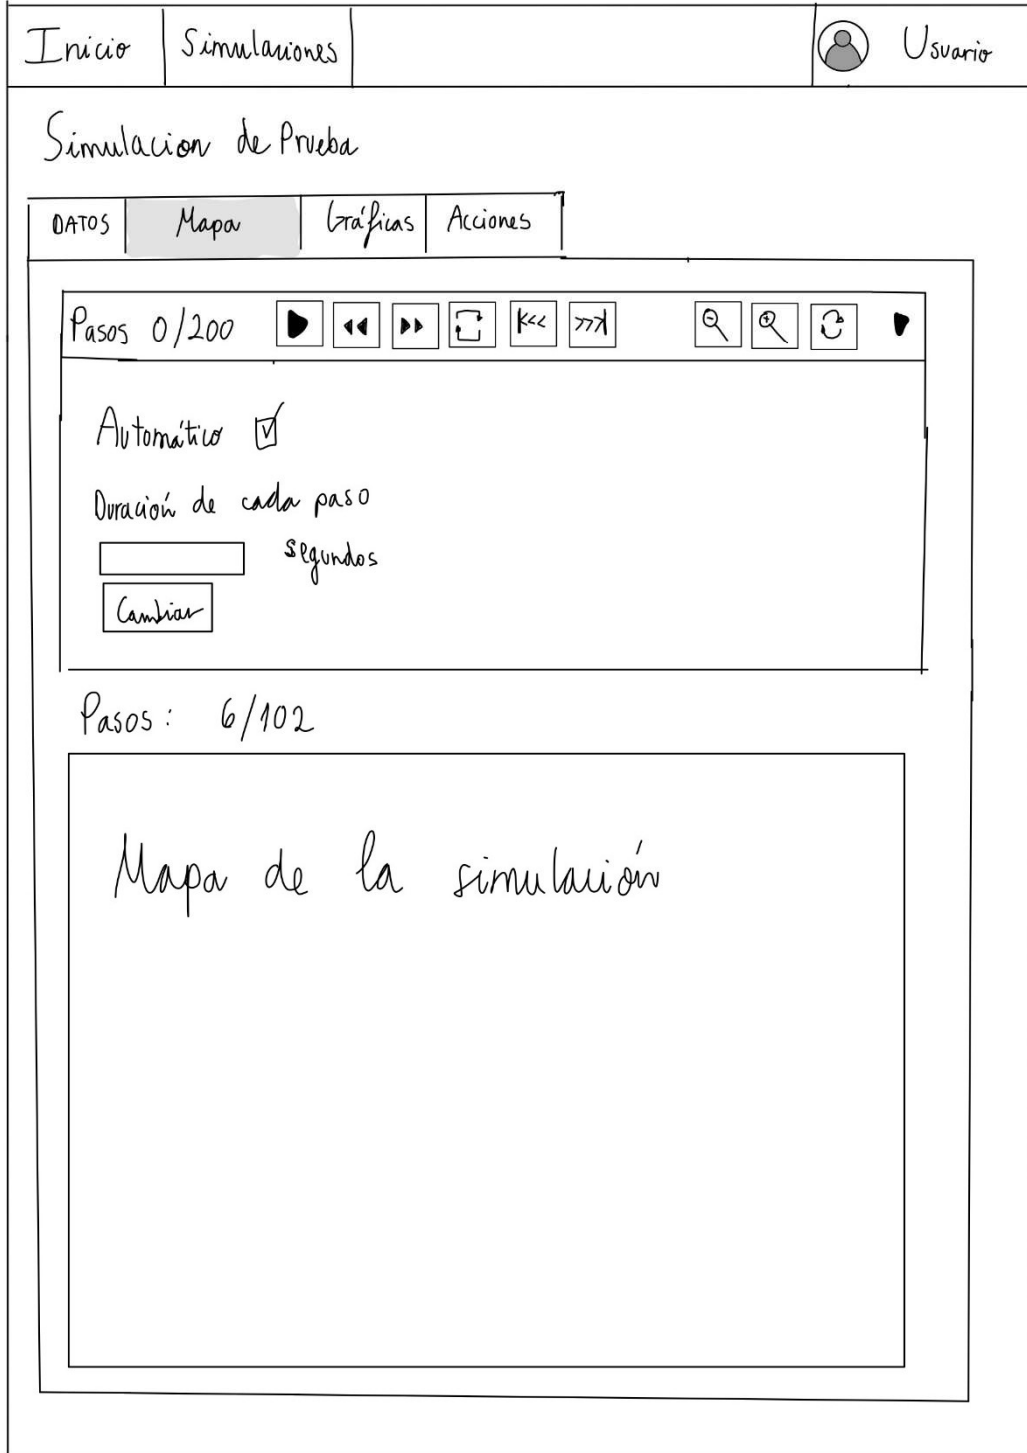 Inicio Simulaciones Usuario
Simulacion de Prueba
DATOS Mapa Gráficas Acciones
Pasos 0/200
Automático
Duración de cada paso
segundos
Cambiar
Pasos: 6/102
Mapa de la simulación